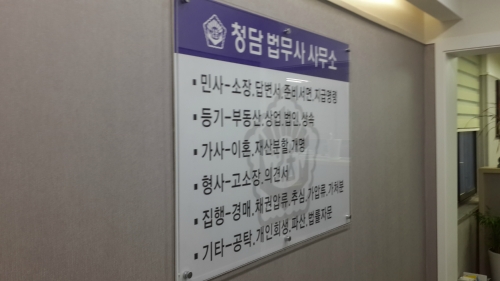 청담 법무사 사무소
▪ 민사-소장.답변서.준비서면.지급명령
▪ 등기-부동산.상업.법인.상속
▪ 가사-이혼.재산분할.개명
▪ 형사-고소장.의견서
▪ 집행-경매.채권압류.추심.가압류.가처분
▪ 기타-공탁.개인회생.파산.법률자문